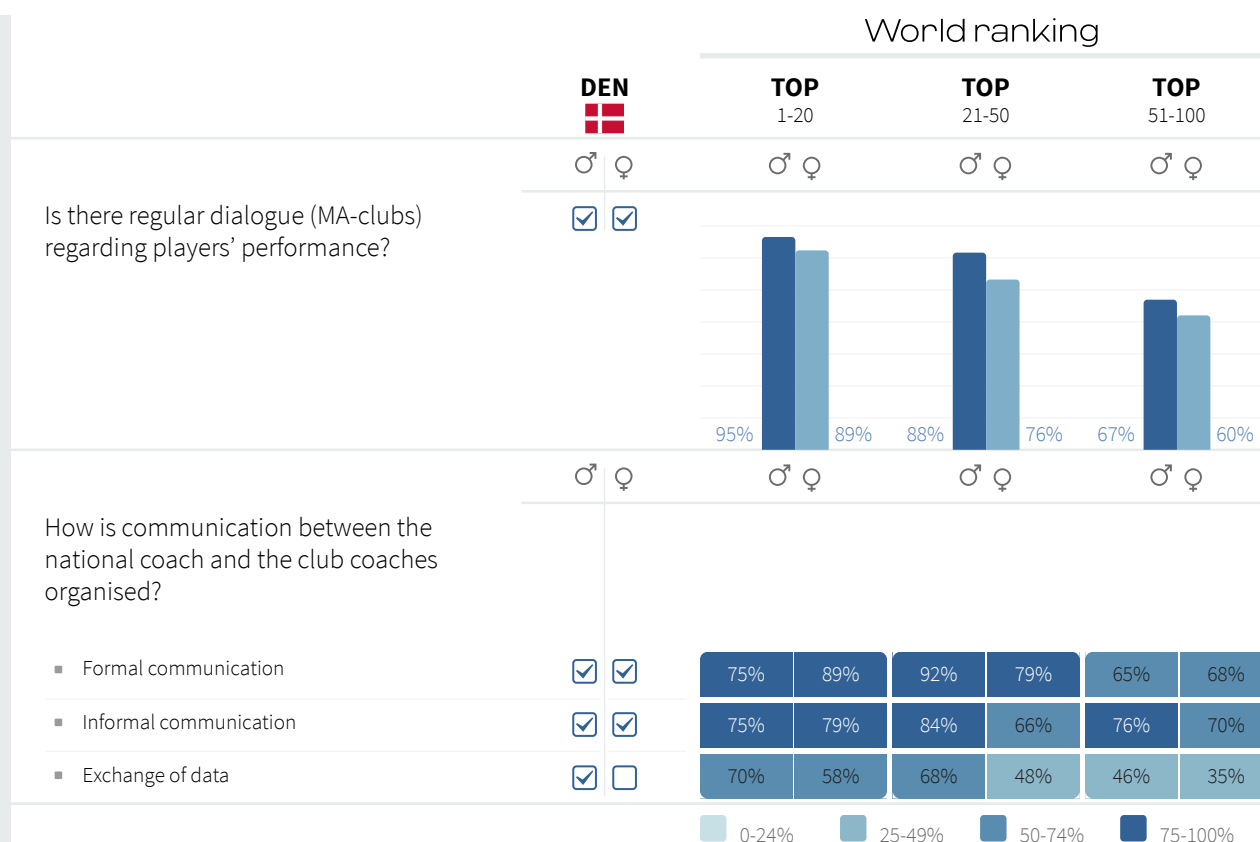 World ranking
DEN TOP TOP TOP
1-20 21-50 51-100
♂ ♀ ♂ ♀ ♂ ♀ ♂ ♀
Is there regular dialogue (MA-clubs)
regarding players’ performance?
95% 89% 88% 76% 67% 60%
♂ ♀ ♂ ♀ ♂ ♀ ♂ ♀
How is communication between the
national coach and the club coaches
organised?
Formal communication 75% 89% 92% 79% 65% 68%
Informal communication 75% 79% 84% 66% 76% 70%
Exchange of data 70% 58% 68% 48% 46% 35%
0-24% 25-49% 50-74% 75-100%